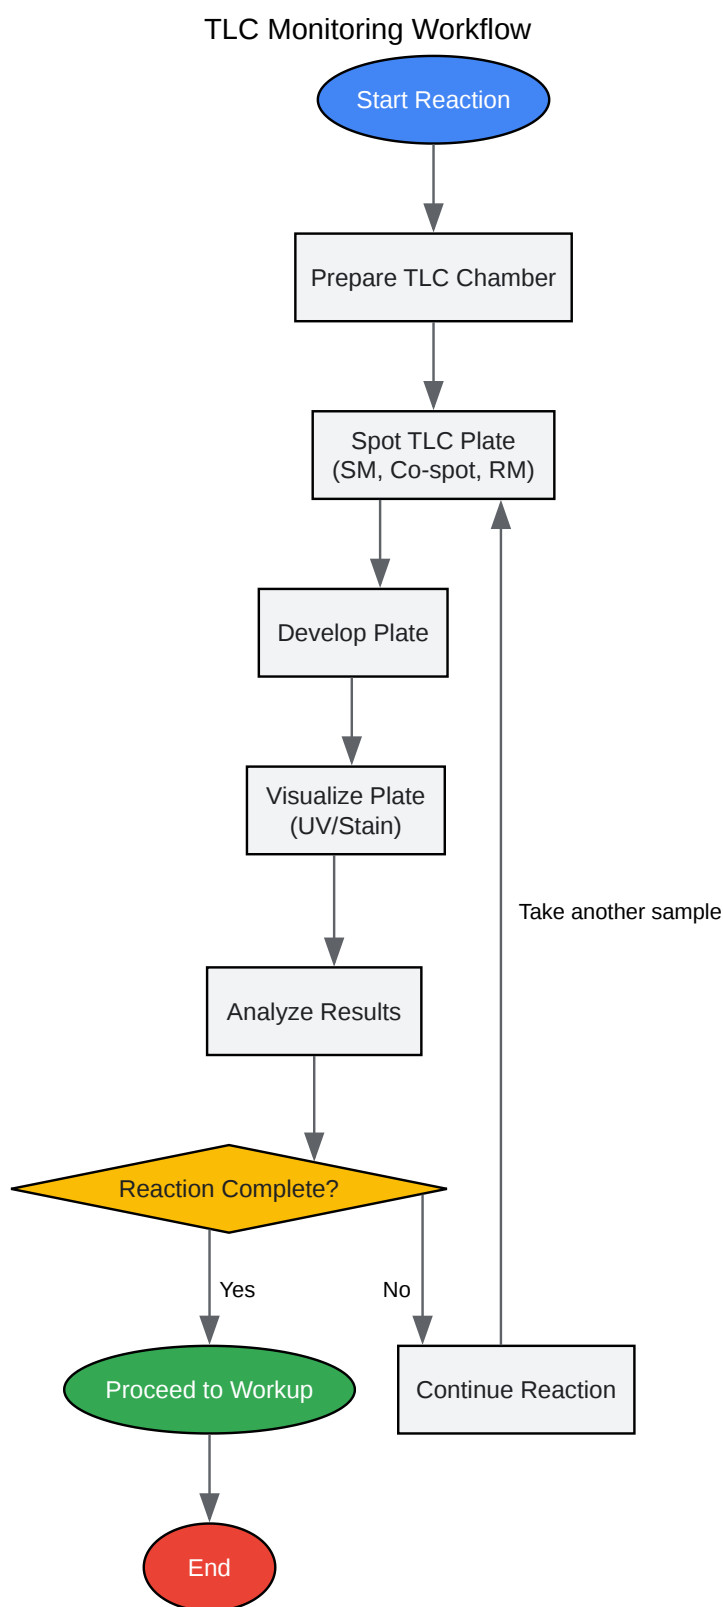 TLC Monitoring Workflow
Start Reaction
Prepare TLC Chamber
Spot TLC Plate
(SM, Co-spot, RM)
Develop Plate
Visualize Plate
(UV/Stain)
Take another sample
Analyze Results
Reaction Complete?
Yes
No
Proceed to Workup
Continue Reaction
End